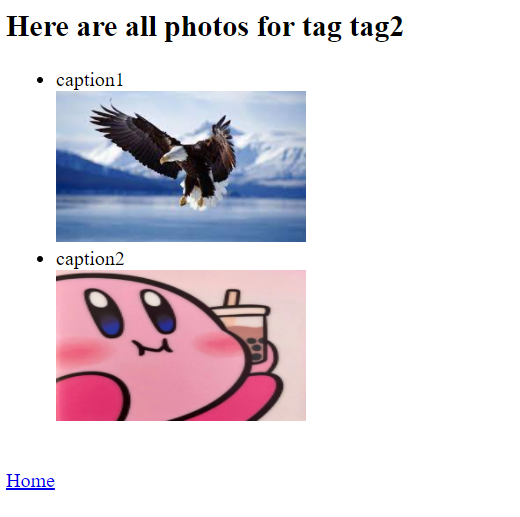 Here are all photos for tag tag2
caption1
caption2
Home